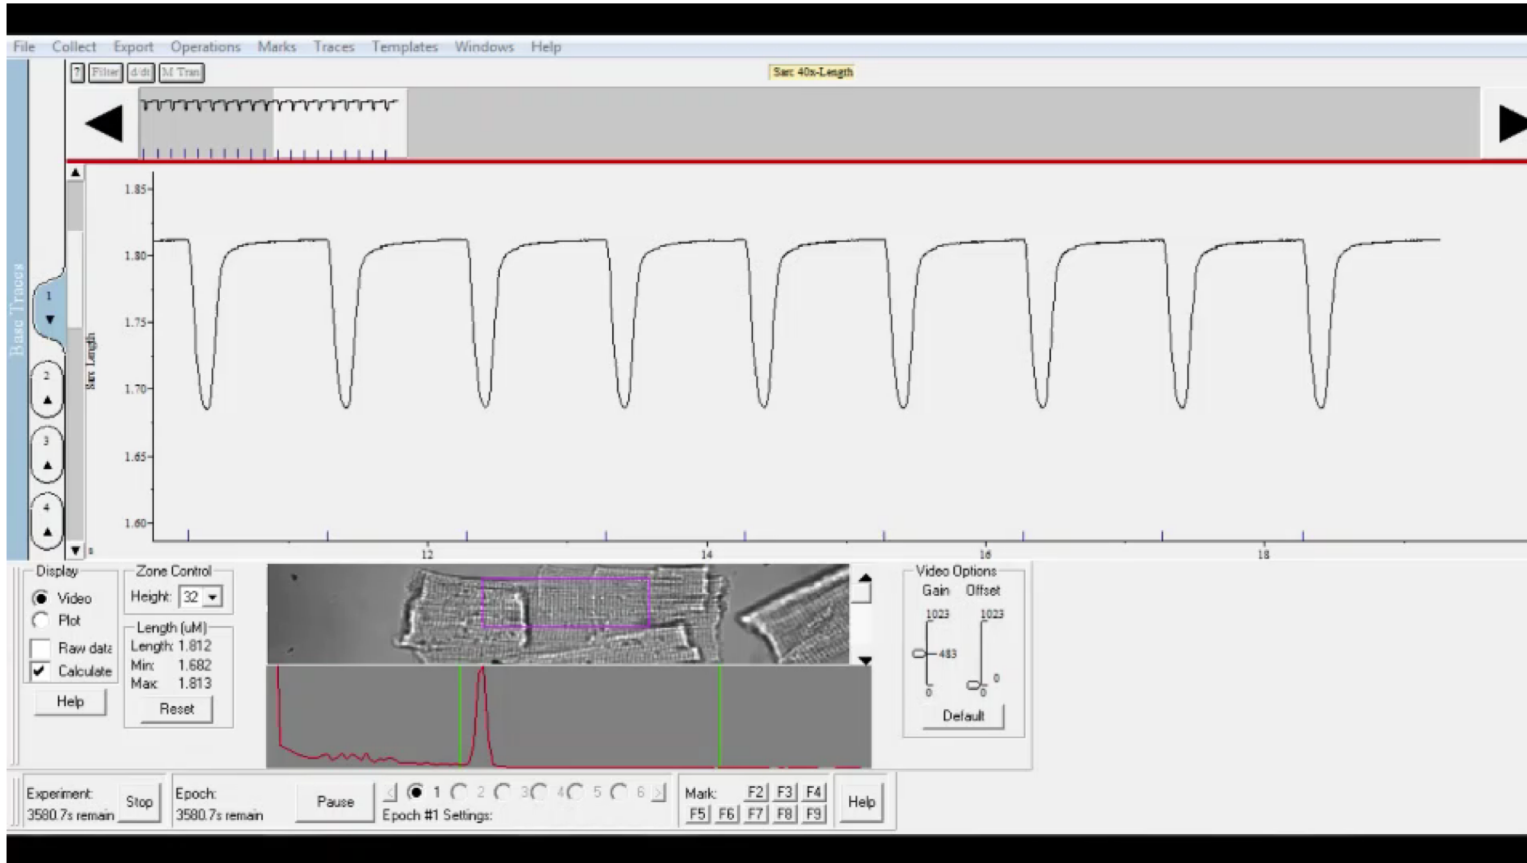 File Collect Export Operations Marks Traces Templates Windows Help
? Filter d/dt M Tran
Sarc 40x-Length
Base Traces
1
2
3
4
Sarc Length
1.85
1.80
1.75
1.70
1.65
1.60
s 12 14 16 18
Display
Video
Plot
Raw data
Calculate
Help
Zone Control
Height: 32
Length (uM)
Length: 1.812
Min: 1.682
Max: 1.813
Reset
Video Options
Gain Offset
1023 1023
483
0 0 0
Default
Experiment:
3580.7s remain
Stop
Epoch:
3580.7s remain
Pause
1 2 3 4 5 6
Epoch #1 Settings:
Mark: F2 F3 F4
F5 F6 F7 F8 F9
Help